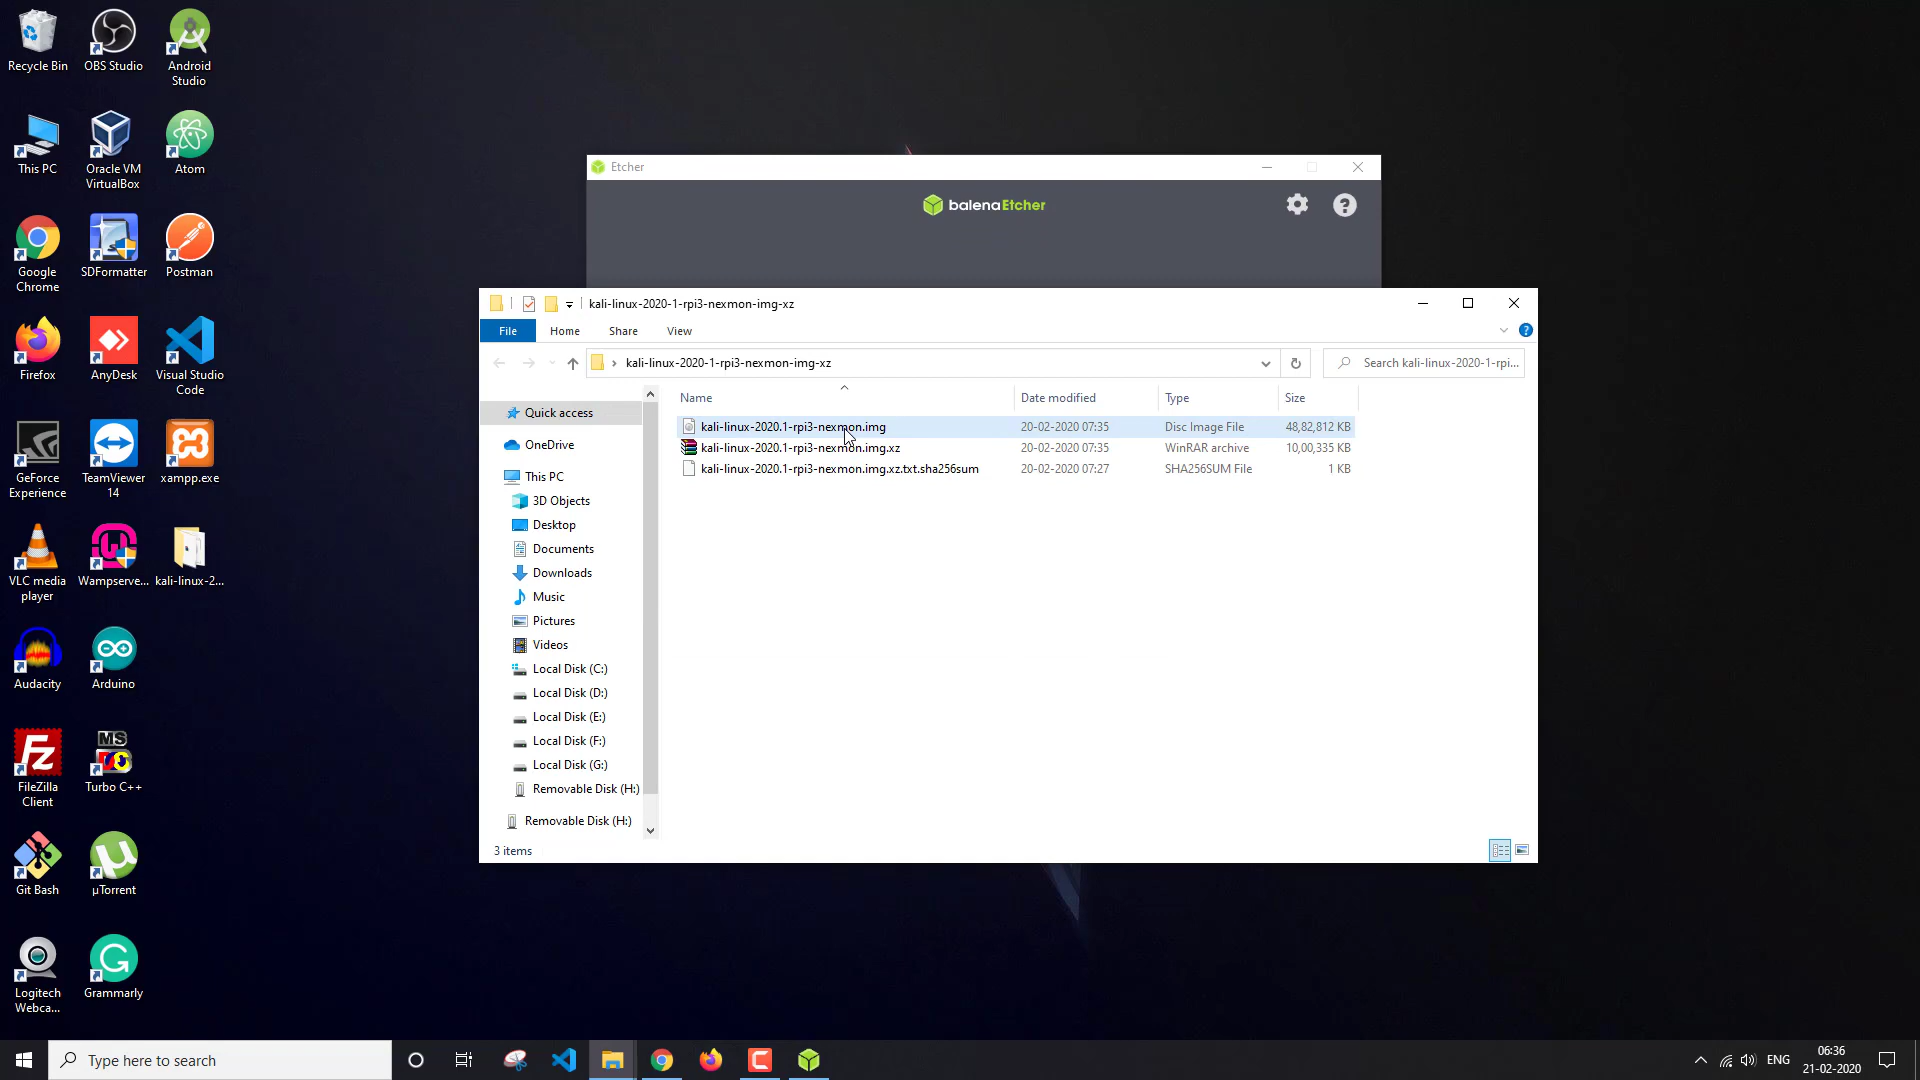 Recycle Bin
OBS Studio
Android
Studio
This PC
Oracle VM
VirtualBox
Atom
Google
Chrome
SDFormatter
Postman
Firefox
AnyDesk
Visual Studio
Code
GeForce
Experience
TeamViewer
14
xampp.exe
VLC media
player
Wampserve...
kali-linux-2...
Audacity
Arduino
FileZilla
Client
MS
Turbo C++
Git Bash
µTorrent
Logitech
Webca...
Grammarly
Etcher
balenaEtcher
kali-linux-2020-1-rpi3-nexmon-img-xz
File Home Share View
kali-linux-2020-1-rpi3-nexmon-img-xz
Search kali-linux-2020-1-rpi...
Name Date modified Type Size
kali-linux-2020.1-rpi3-nexmon.img 20-02-2020 07:35 Disc Image File 48,82,812 KB
kali-linux-2020.1-rpi3-nexmon.img.xz 20-02-2020 07:35 WinRAR archive 10,00,335 KB
kali-linux-2020.1-rpi3-nexmon.img.xz.txt.sha256sum 20-02-2020 07:27 SHA256SUM File 1 KB
Quick access
OneDrive
This PC
3D Objects
Desktop
Documents
Downloads
Music
Pictures
Videos
Local Disk (C:)
Local Disk (D:)
Local Disk (E:)
Local Disk (F:)
Local Disk (G:)
Removable Disk (H:)
Removable Disk (H:)
3 items
Type here to search
ENG
06:36
21-02-2020